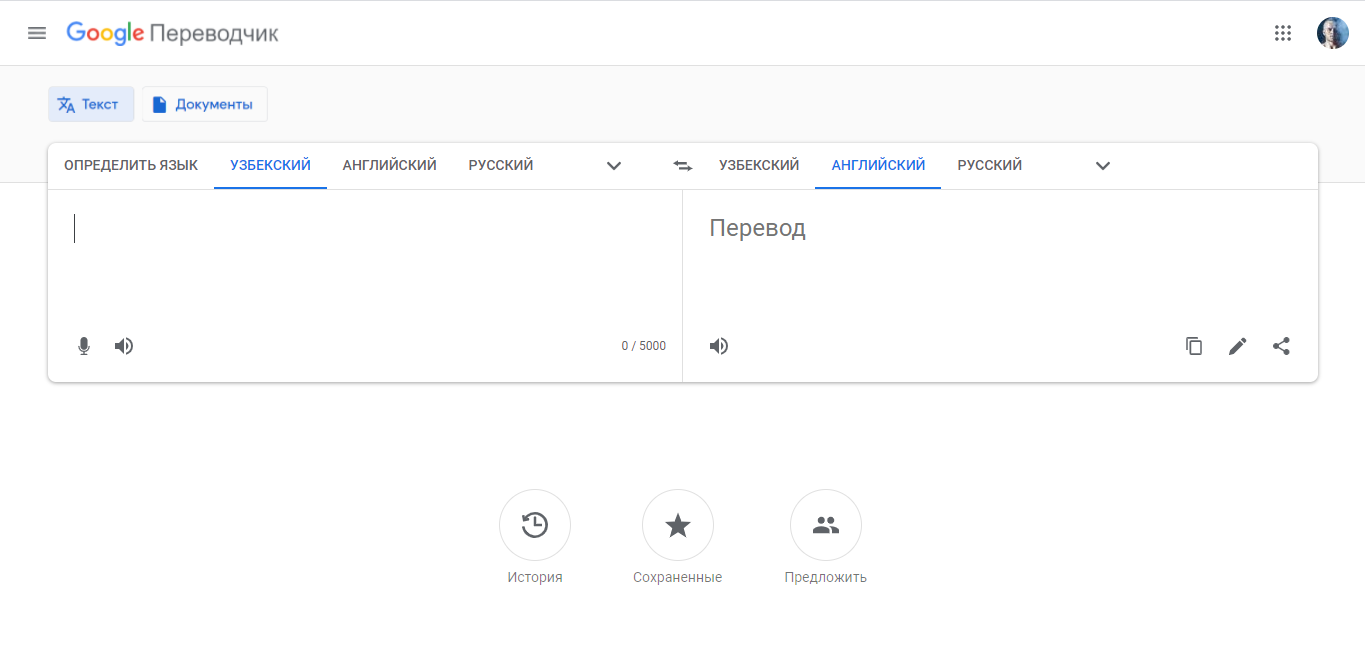 Google Переводчик
Текст Документы
ОПРЕДЕЛИТЬ ЯЗЫК УЗБЕКСКИЙ АНГЛИЙСКИЙ РУССКИЙ УЗБЕКСКИЙ АНГЛИЙСКИЙ РУССКИЙ
Перевод
0 / 5000
История Сохраненные Предложить